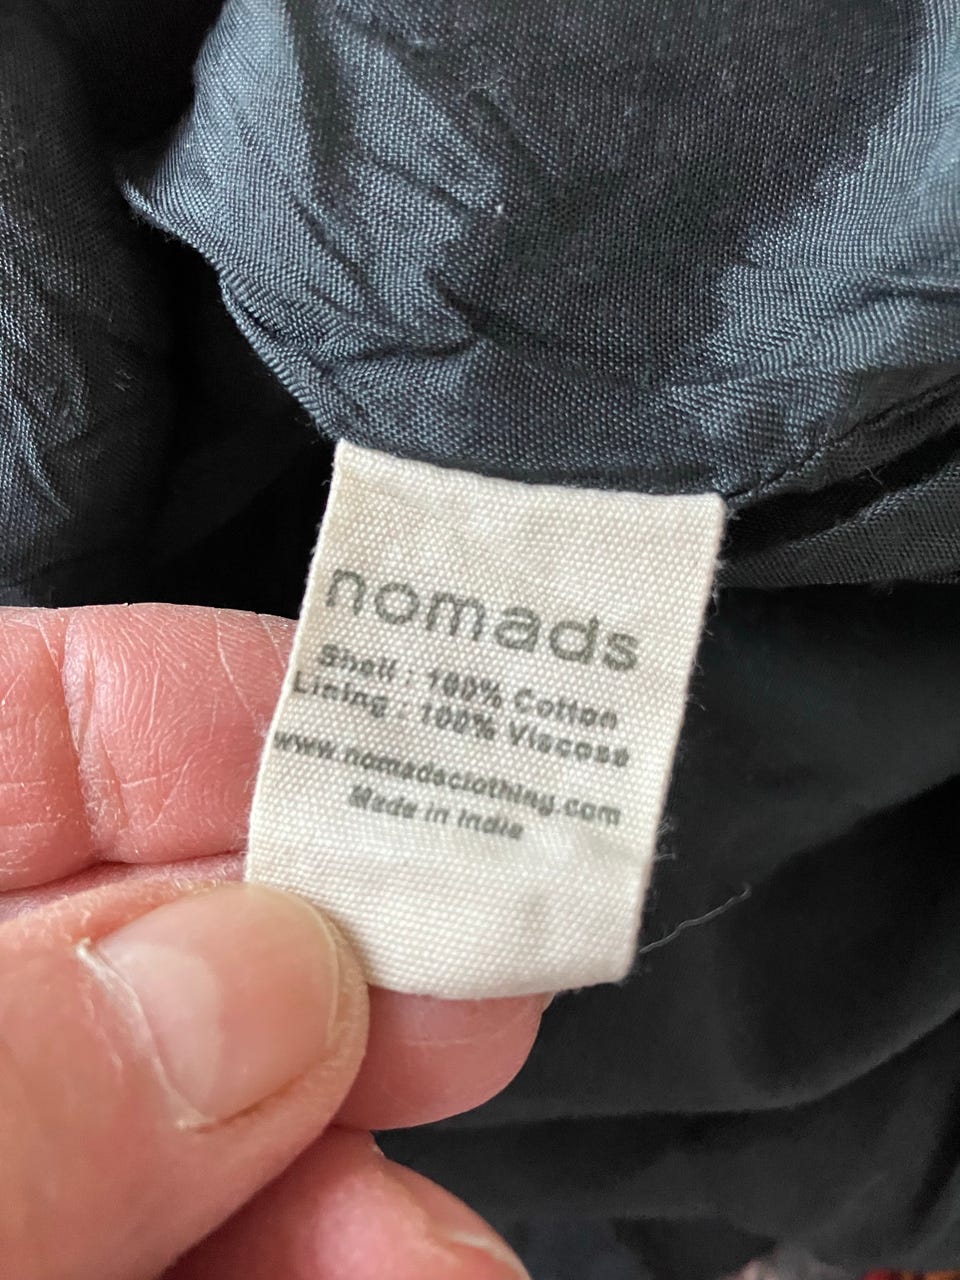 nomads
Shell : 100% Cotton
Lining : 100% Viscose
www.nomadsclothing.com
Made in India